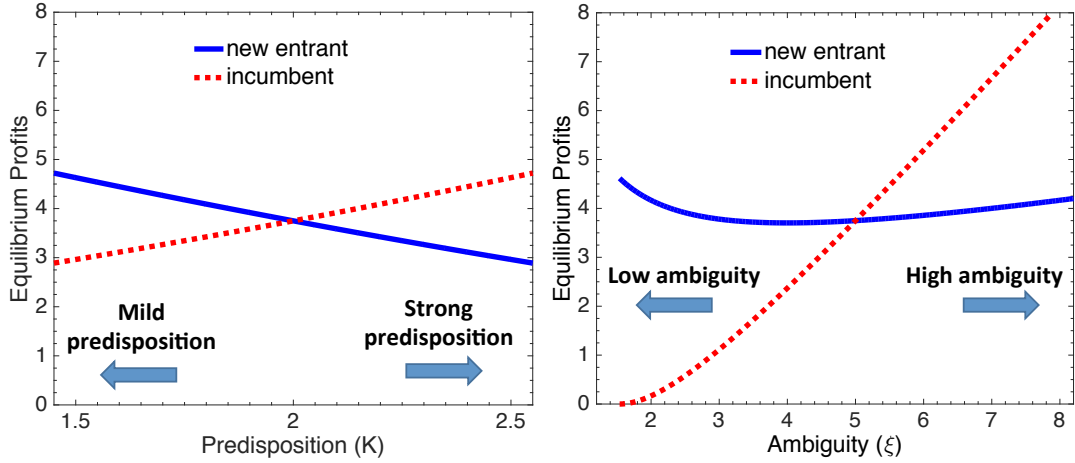 8
7
6
5
4
3
2
1
0
Equilibrium Profits
new entrant
incumbent
Mild
predisposition
Strong
predisposition
1.5
2
2.5
Predisposition (K)
8
7
6
5
4
3
2
1
0
Equilibrium Profits
new entrant
incumbent
Low ambiguity
High ambiguity
2
3
4
5
6
7
8
Ambiguity (ξ)